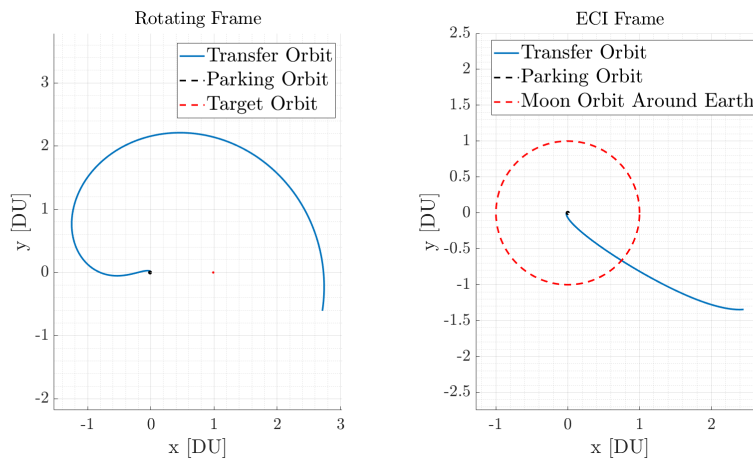 Rotating Frame
Transfer Orbit
Parking Orbit
Target Orbit
3
2
1
0
-1
-2
y [DU]
-1
0
1
2
3
x [DU]
ECI Frame
Transfer Orbit
Parking Orbit
Moon Orbit Around Earth
2.5
2
1.5
1
0.5
0
-0.5
-1
-1.5
-2
-2.5
y [DU]
-1
0
1
2
x [DU]